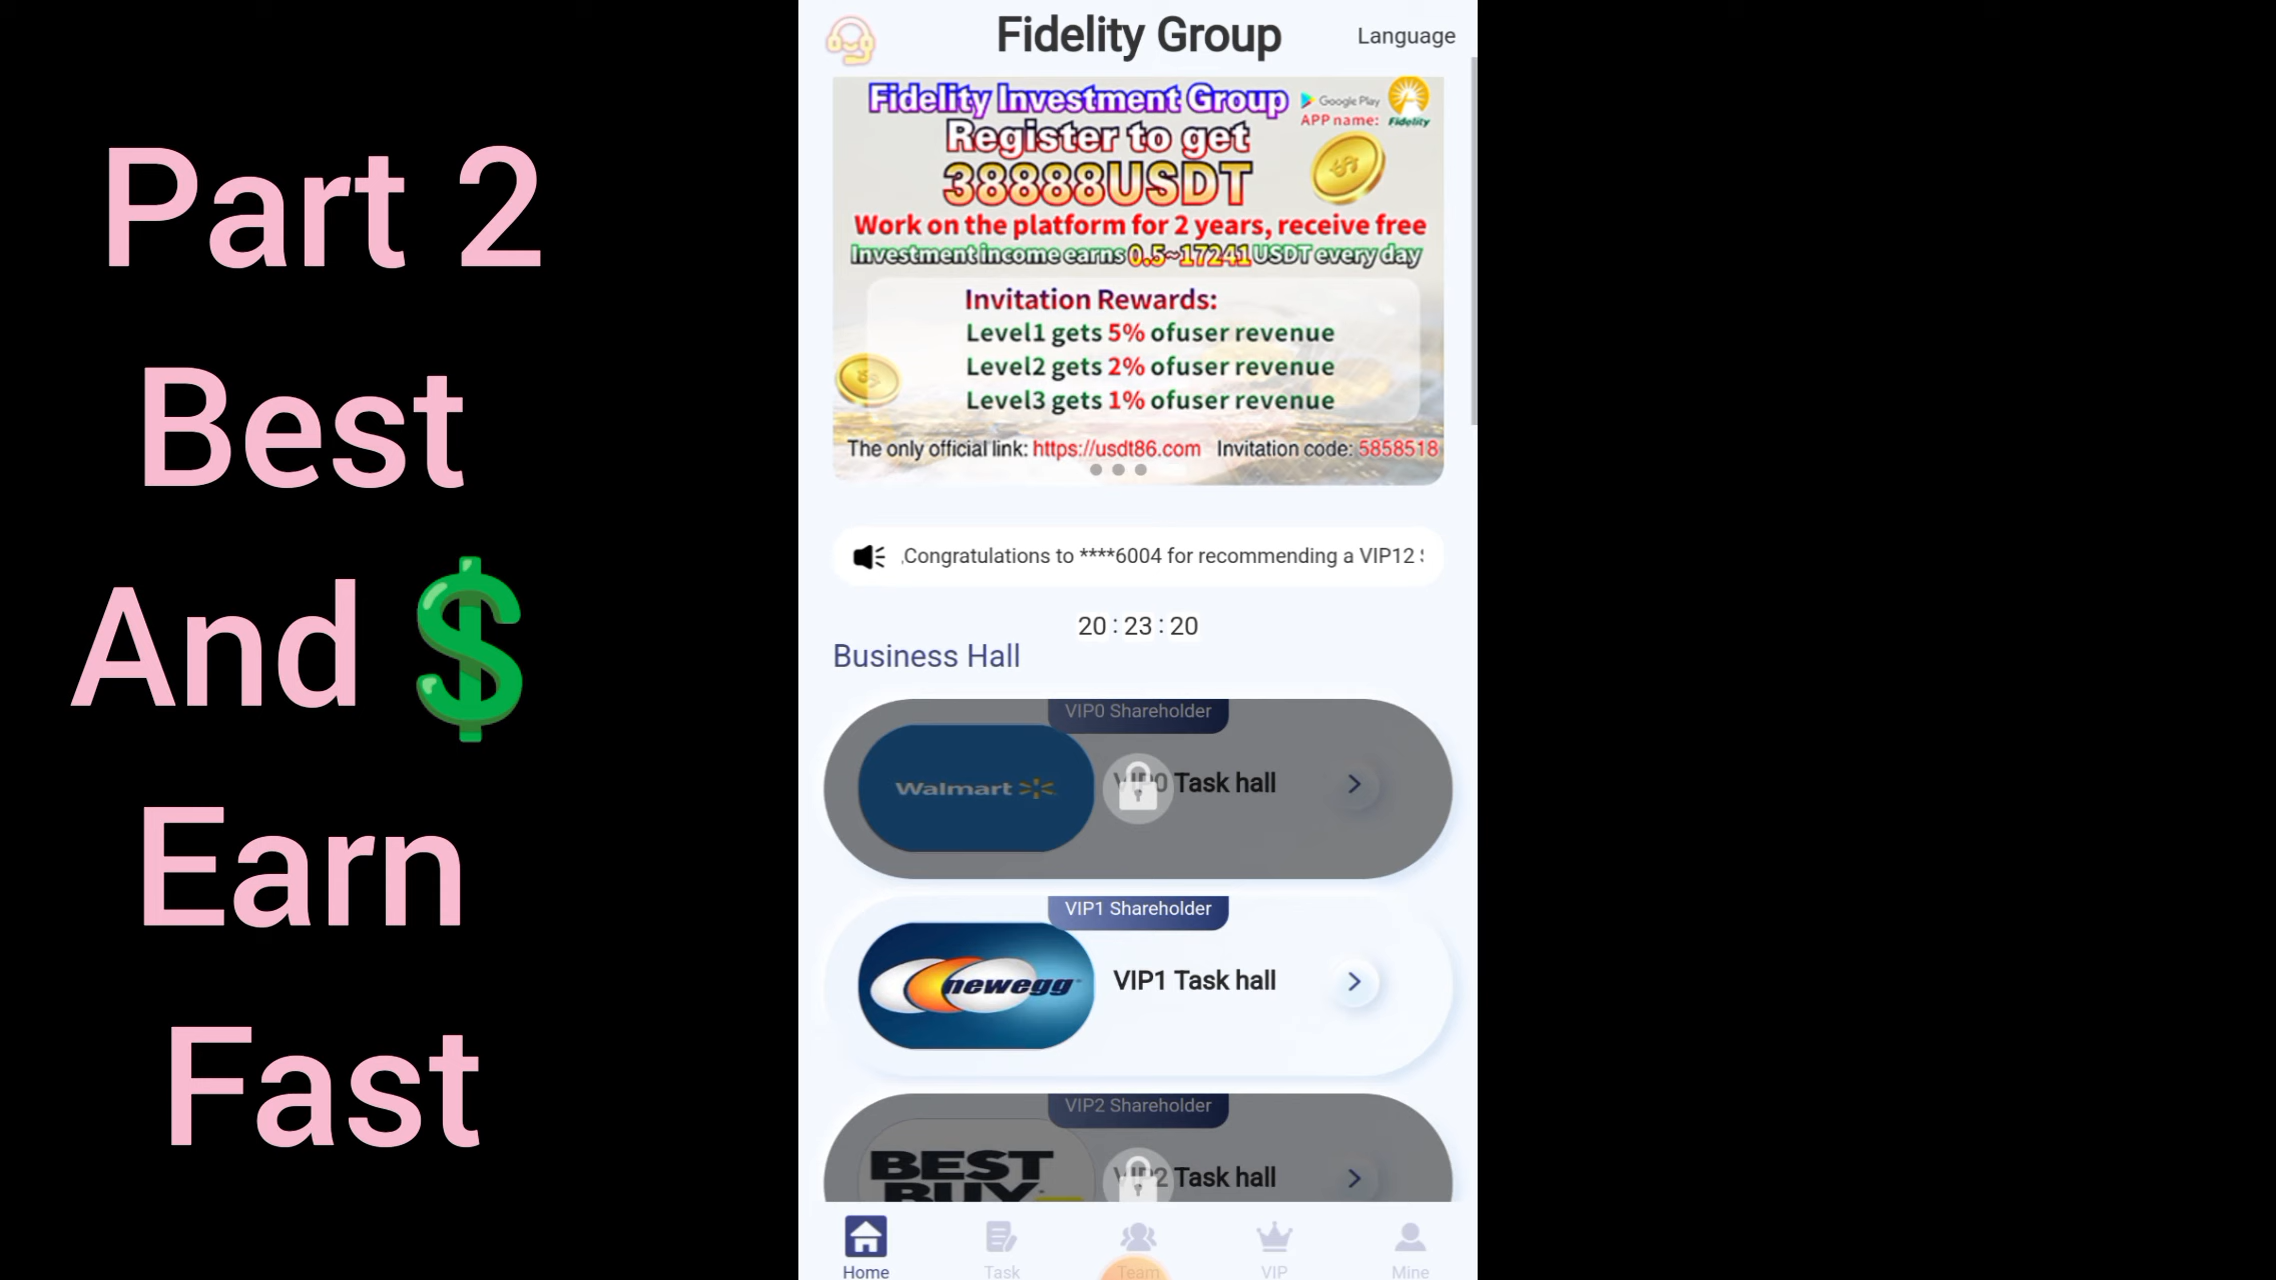 Part 2
Best
And $
Earn
Fast
Fidelity Group
Language
Fidelity Investment Group
Google Play
APP name: Fidelity
Register to get
38888USDT
Work on the platform for 2 years, receive free
Investment income earns 0.5~17241USDT every day
Invitation Rewards:
Level1 gets 5% ofuser revenue
Level2 gets 2% ofuser revenue
Level3 gets 1% ofuser revenue
The only official link: https://usdt86.com Invitation code: 5858518
.Congratulations to ****6004 for recommending a VIP12
20 : 23 : 20
Business Hall
VIP0 Shareholder
Walmart
VIP0 Task hall
VIP1 Shareholder
newegg
VIP1 Task hall
VIP2 Shareholder
BEST
BUY
VIP2 Task hall
Home
Task
Team
VIP
Mine